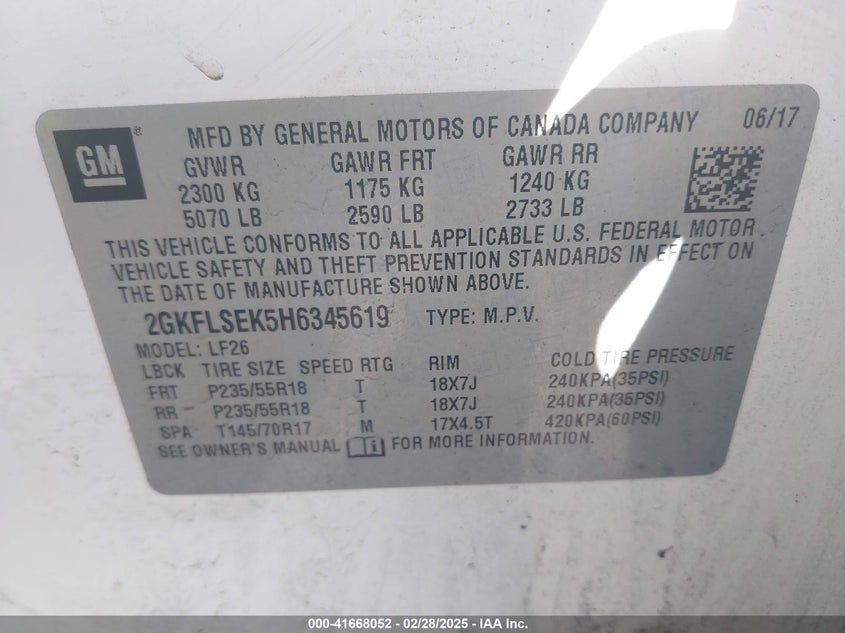 GM®
MFD BY GENERAL MOTORS OF CANADA COMPANY 06/17
GVWR GAWR FRT GAWR RR
2300 KG 1175 KG 1240 KG
5070 LB 2590 LB 2733 LB
THIS VEHICLE CONFORMS TO ALL APPLICABLE U.S. FEDERAL MOTOR
VEHICLE SAFETY AND THEFT PREVENTION STANDARDS IN EFFECT ON
THE DATE OF MANUFACTURE SHOWN ABOVE.
2GKFLSEK5H6345619 TYPE: M.P.V.
MODEL: LF26
LBCK TIRE SIZE SPEED RTG RIM COLD TIRE PRESSURE
FRT P235/55R18 T 18X7J 240KPA(35PSI)
RR P235/55R18 T 18X7J 240KPA(35PSI)
SPA T145/70R17 M 17X4.5T 420KPA(60PSI)
SEE OWNER'S MANUAL FOR MORE INFORMATION.
000-41668052 | 02/28/2025 | IAA Inc.